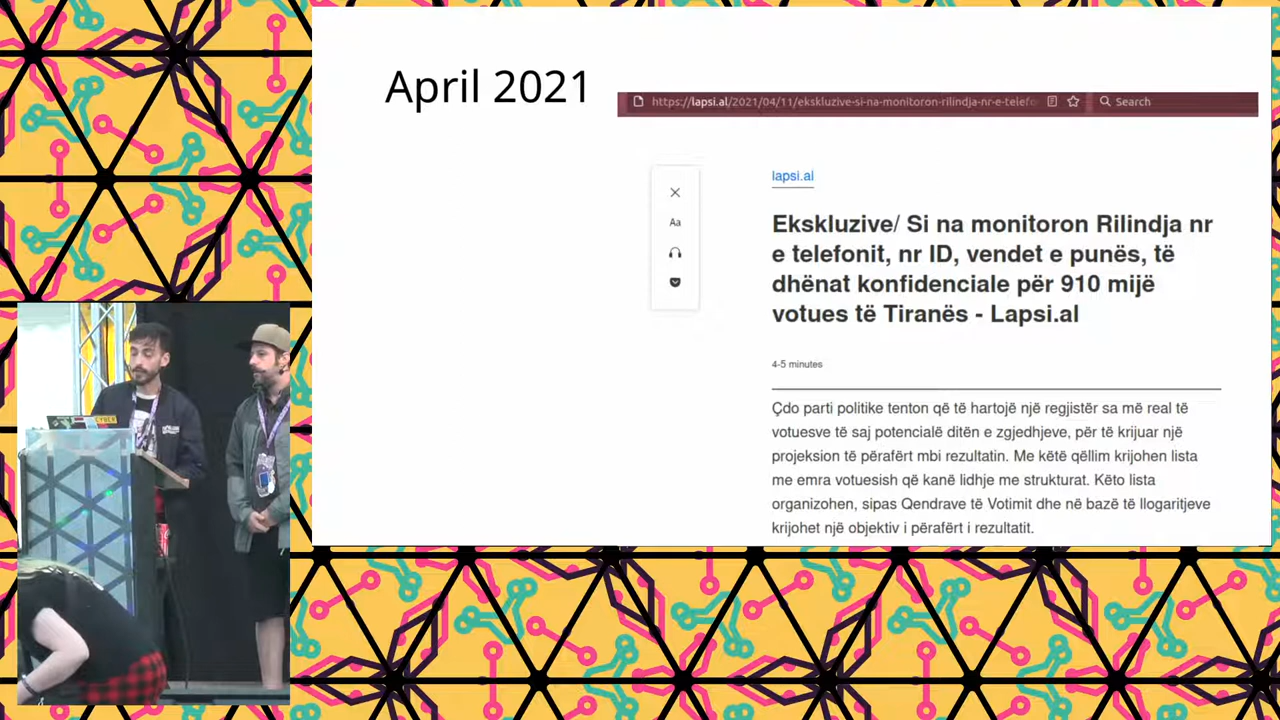 April 2021
https://lapsi.al/2021/04/11/ekskluzive-si-na-monitoron-rilindja-nr-e-telefo
Search
lapsi.al
Ekskluzive/ Si na monitoron Rilindja nr
e telefonit, nr ID, vendet e punës, të
dhënat konfidenciale për 910 mijë
votues të Tiranës - Lapsi.al
Aa
4-5 minutes
Çdo parti politike tenton që të hartojë një regjistër sa më real të
votuesve të saj potencialë ditën e zgjedhjeve, për të krijuar një
projeksion të përafërt mbi rezultatin. Me këtë qëllim krijohen lista
me emra votuesish që kanë lidhje me strukturat. Këto lista
organizohen, sipas Qendrave të Votimit dhe në bazë të llogaritjeve
krijohet një objektiv i përafërt i rezultatit.